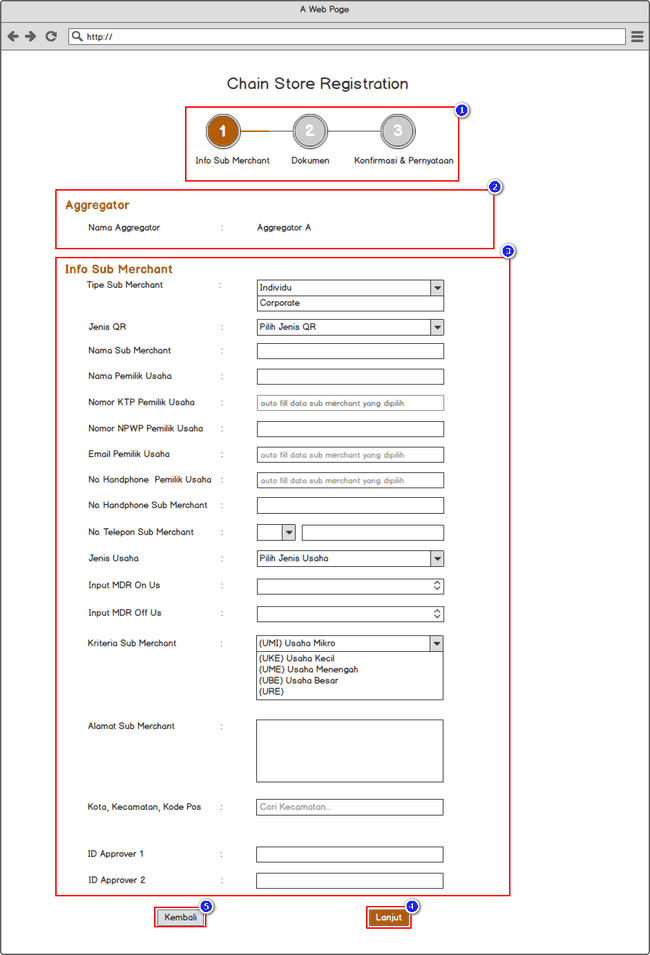 A Web Page
http://
Chain Store Registration
1
1 2 3
Info Sub Merchant Dokumen Konfirmasi & Pernyataan
2
Aggregator
Nama Aggregator : Aggregator A
3
Info Sub Merchant
Tipe Sub Merchant : Individu
Corporate
Jenis QR : Pilih Jenis QR
Nama Sub Merchant :
Nama Pemilik Usaha :
Nomor KTP Pemilik Usaha : auto fill data sub merchant yang dipilih
Nomor NPWP Pemilik Usaha :
Email Pemilik Usaha : auto fill data sub merchant yang dipilih
No. Handphone Pemilik Usaha : auto fill data sub merchant yang dipilih
No. Handphone Sub Merchant :
No. Telepon Sub Merchant :
Jenis Usaha : Pilih Jenis Usaha
Input MDR On Us :
Input MDR Off Us :
Kriteria Sub Merchant : (UMI) Usaha Mikro
(UKE) Usaha Kecil
(UME) Usaha Menengah
(UBE) Usaha Besar
(URE)
Alamat Sub Merchant :
Kota, Kecamatan, Kode Pos : Cari Kecamatan...
ID Approver 1 :
ID Approver 2 :
5 4
Kembali Lanjut